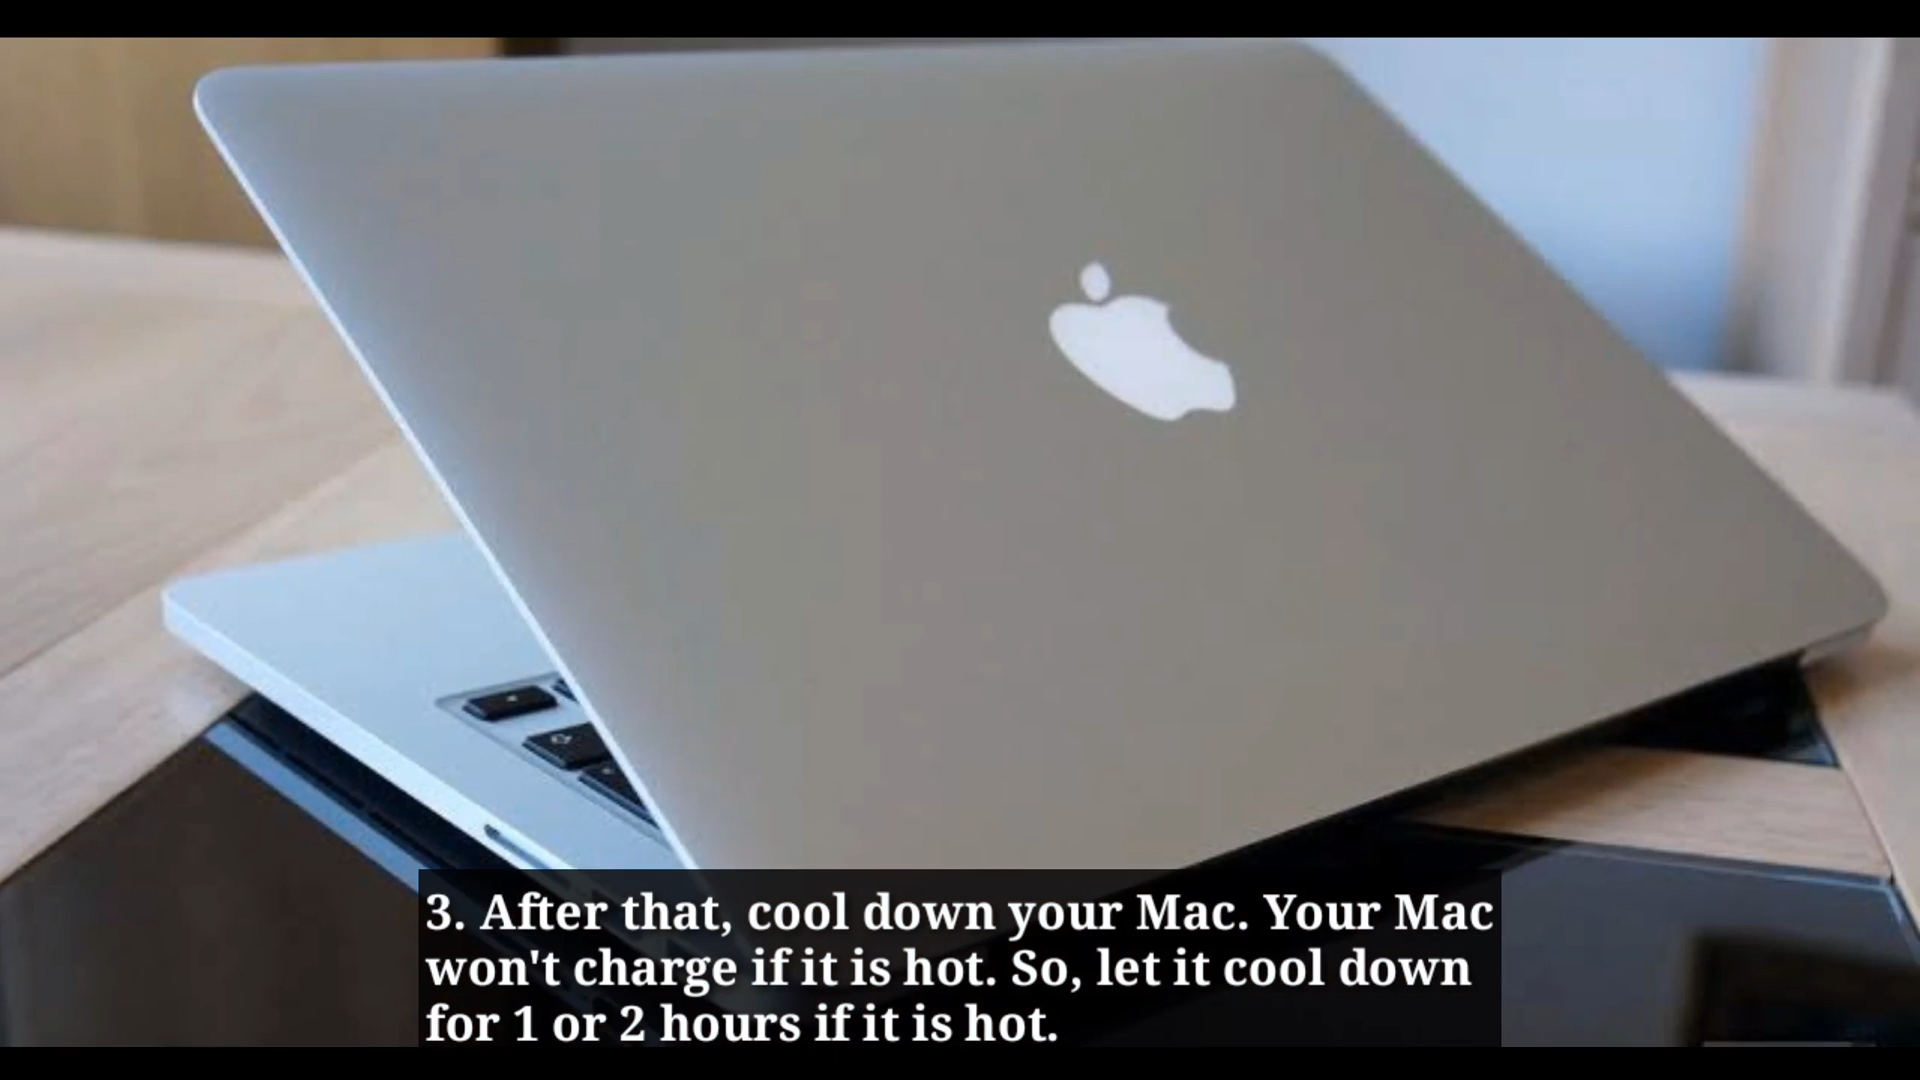 3. After that, cool down your Mac. Your Mac
won't charge if it is hot. So, let it cool down
for 1 or 2 hours if it is hot.